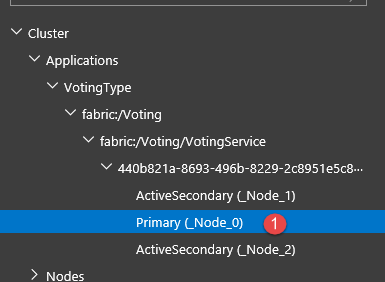 Cluster
Applications
VotingType
fabric:/Voting
fabric:/Voting/VotingService
440b821a-8693-496b-8229-2c8951e5c8...
ActiveSecondary (_Node_1)
Primary (_Node_0) 1
ActiveSecondary (_Node_2)
Nodes